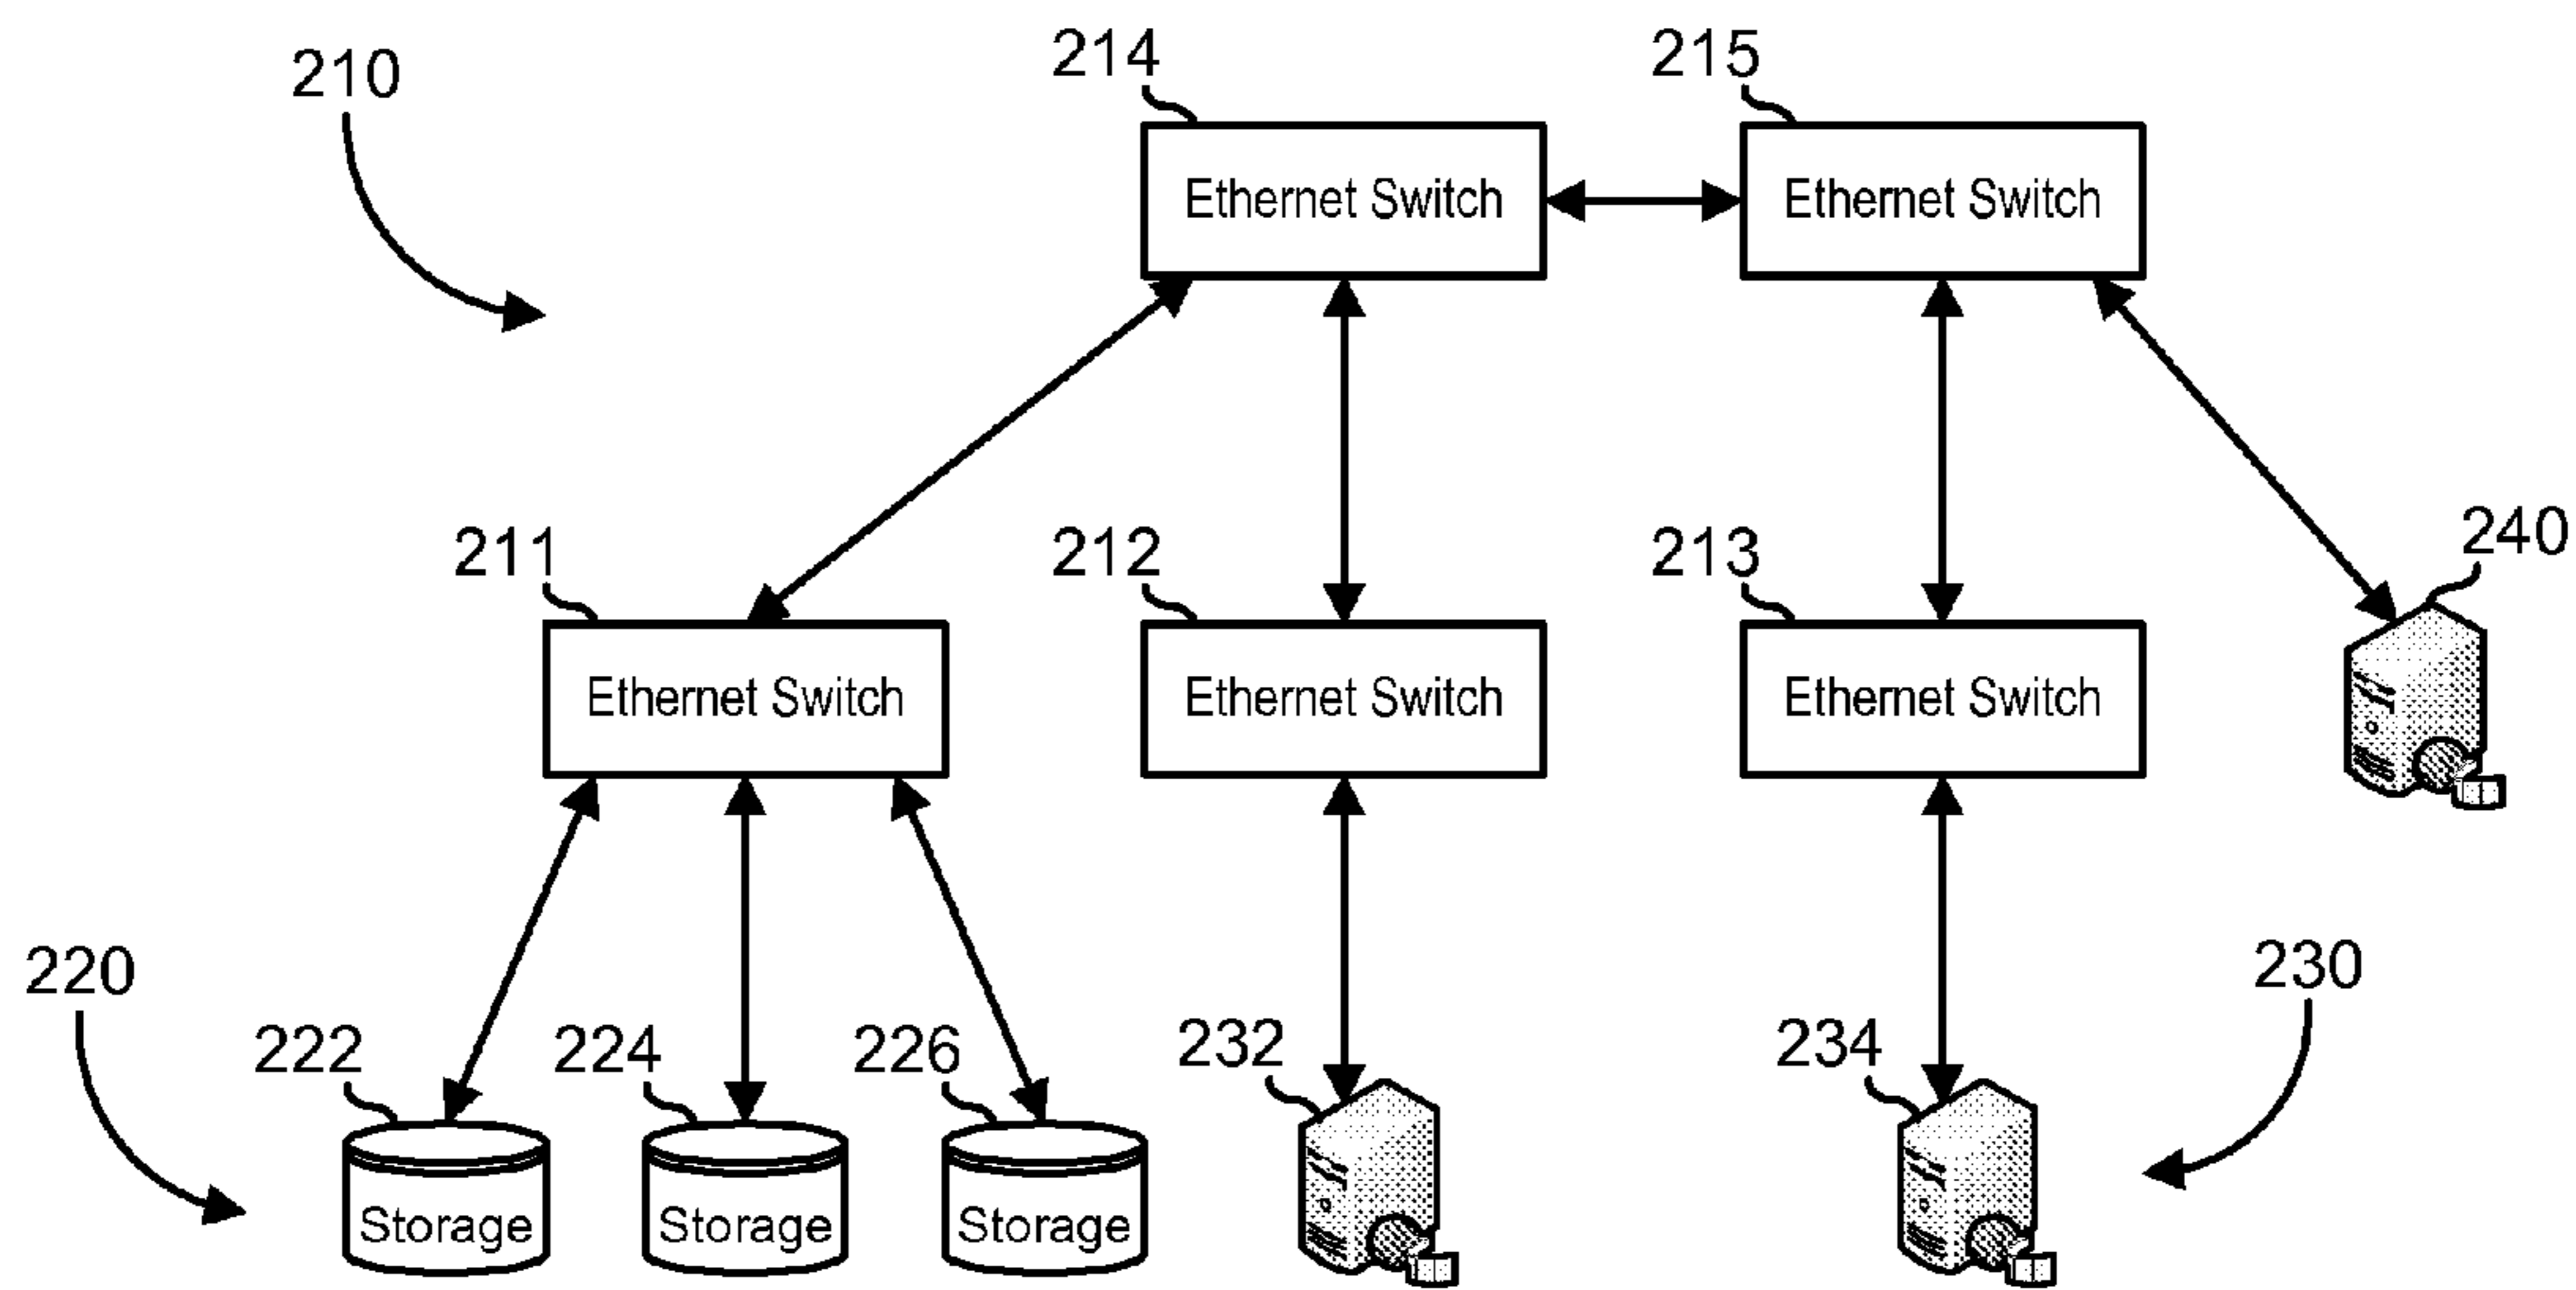 210
214
215
Ethernet Switch
Ethernet Switch
211
212
213
240
Ethernet Switch
Ethernet Switch
Ethernet Switch
220
230
222
224
226
232
234
Storage
Storage
Storage